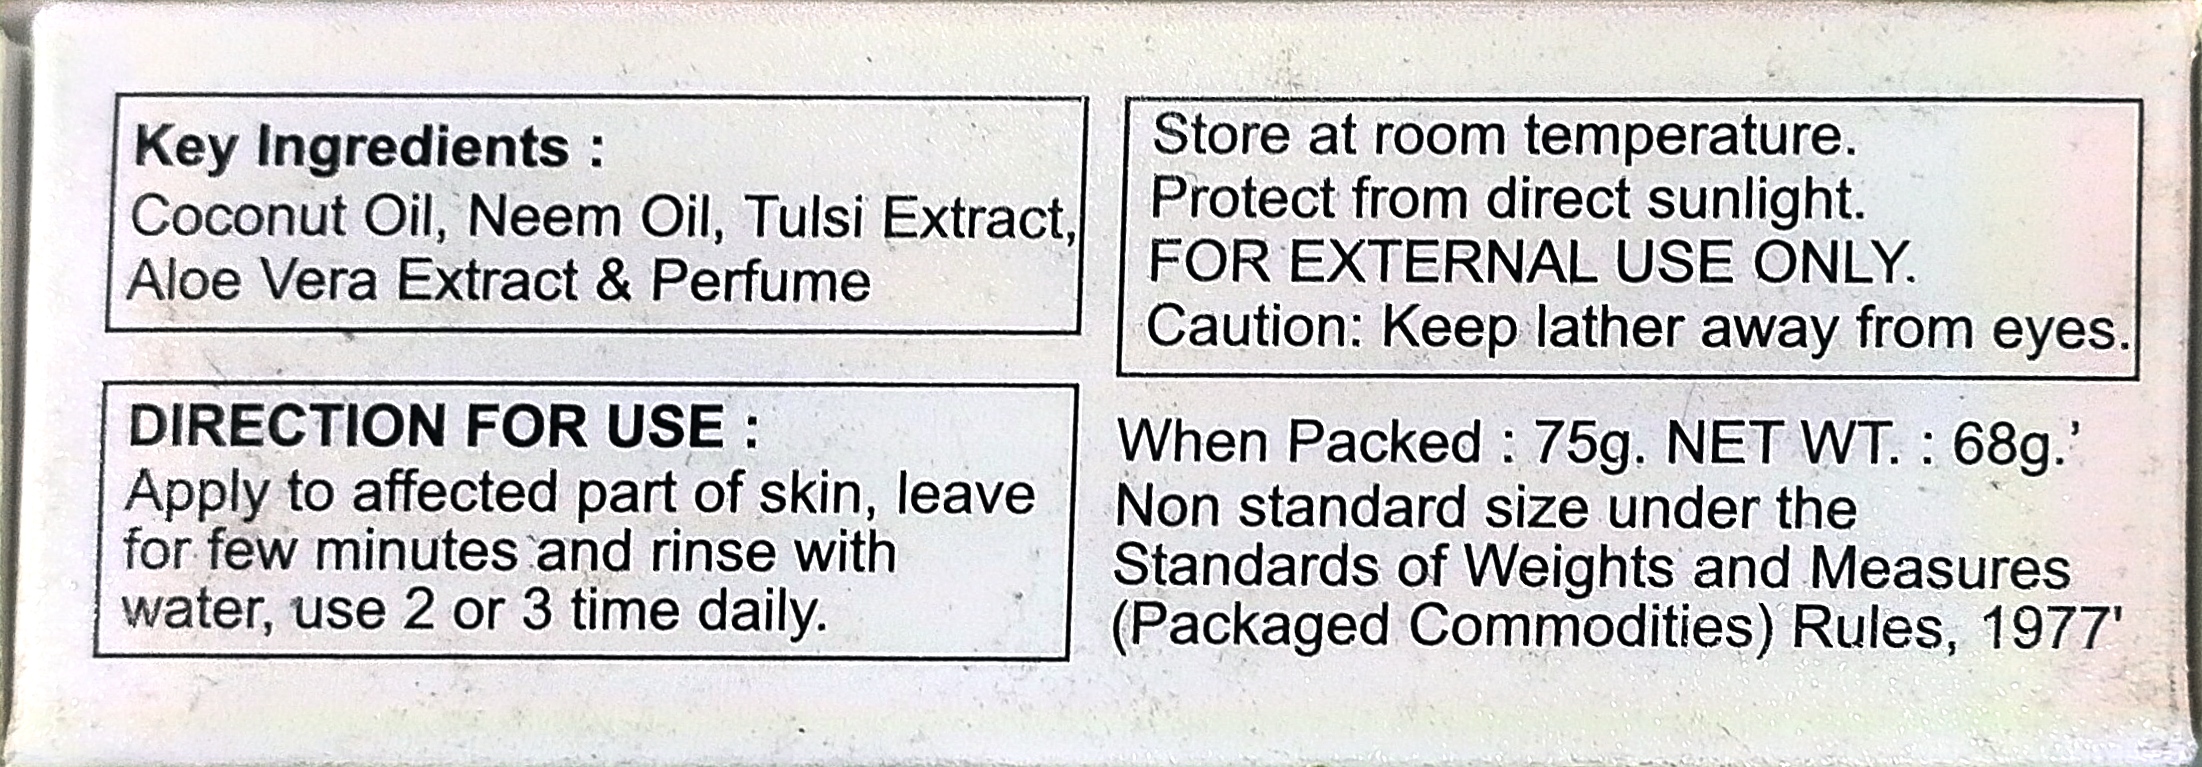 Key Ingredients :
Coconut Oil, Neem Oil, Tulsi Extract,
Aloe Vera Extract & Perfume
DIRECTION FOR USE :
Apply to affected part of skin, leave
for few minutes and rinse with
water, use 2 or 3 time daily.
Store at room temperature.
Protect from direct sunlight.
FOR EXTERNAL USE ONLY.
Caution: Keep lather away from eyes.
When Packed : 75g. NET WT. : 68g.’
Non standard size under the
Standards of Weights and Measures
(Packaged Commodities) Rules, 1977'